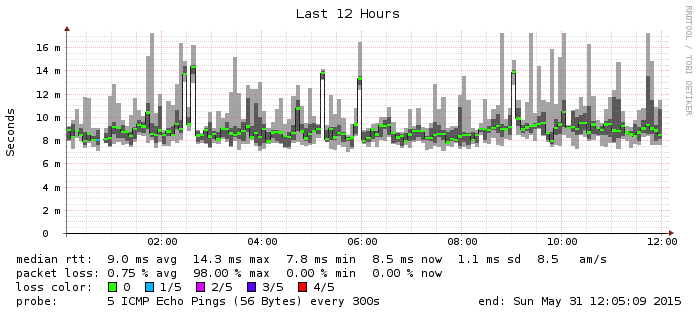 Last 12 Hours
RRDTOOL / TOBI OETIKER
Seconds
16 m
14 m
12 m
10 m
8 m
6 m
4 m
2 m
0
02:00 04:00 06:00 08:00 10:00 12:00
median rtt: 9.0 ms avg 14.3 ms max 7.8 ms min 8.5 ms now 1.1 ms sd 8.5 am/s
packet loss: 0.75 % avg 98.00 % max 0.00 % min 0.00 % now
loss color: 0 1/5 2/5 3/5 4/5
probe: 5 ICMP Echo Pings (56 Bytes) every 300s end: Sun May 31 12:05:09 2015